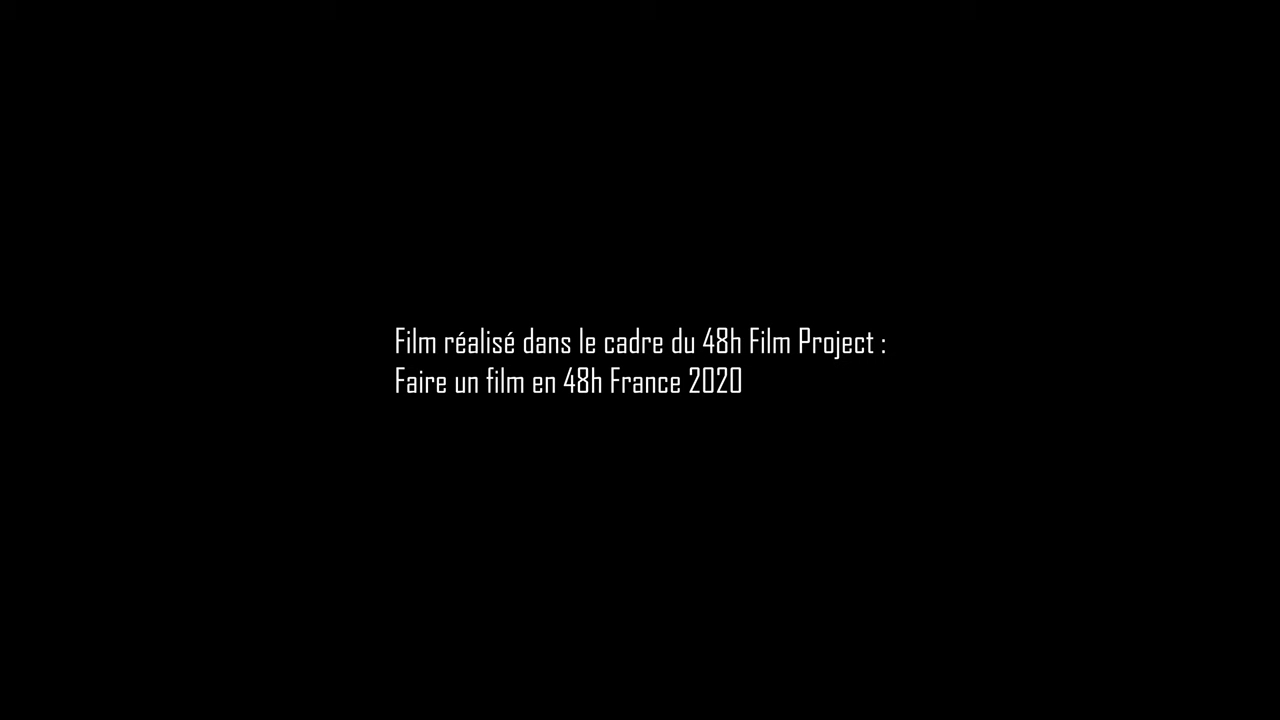 Film réalisé dans le cadre du 48h Film Project :
Faire un film en 48h France 2020